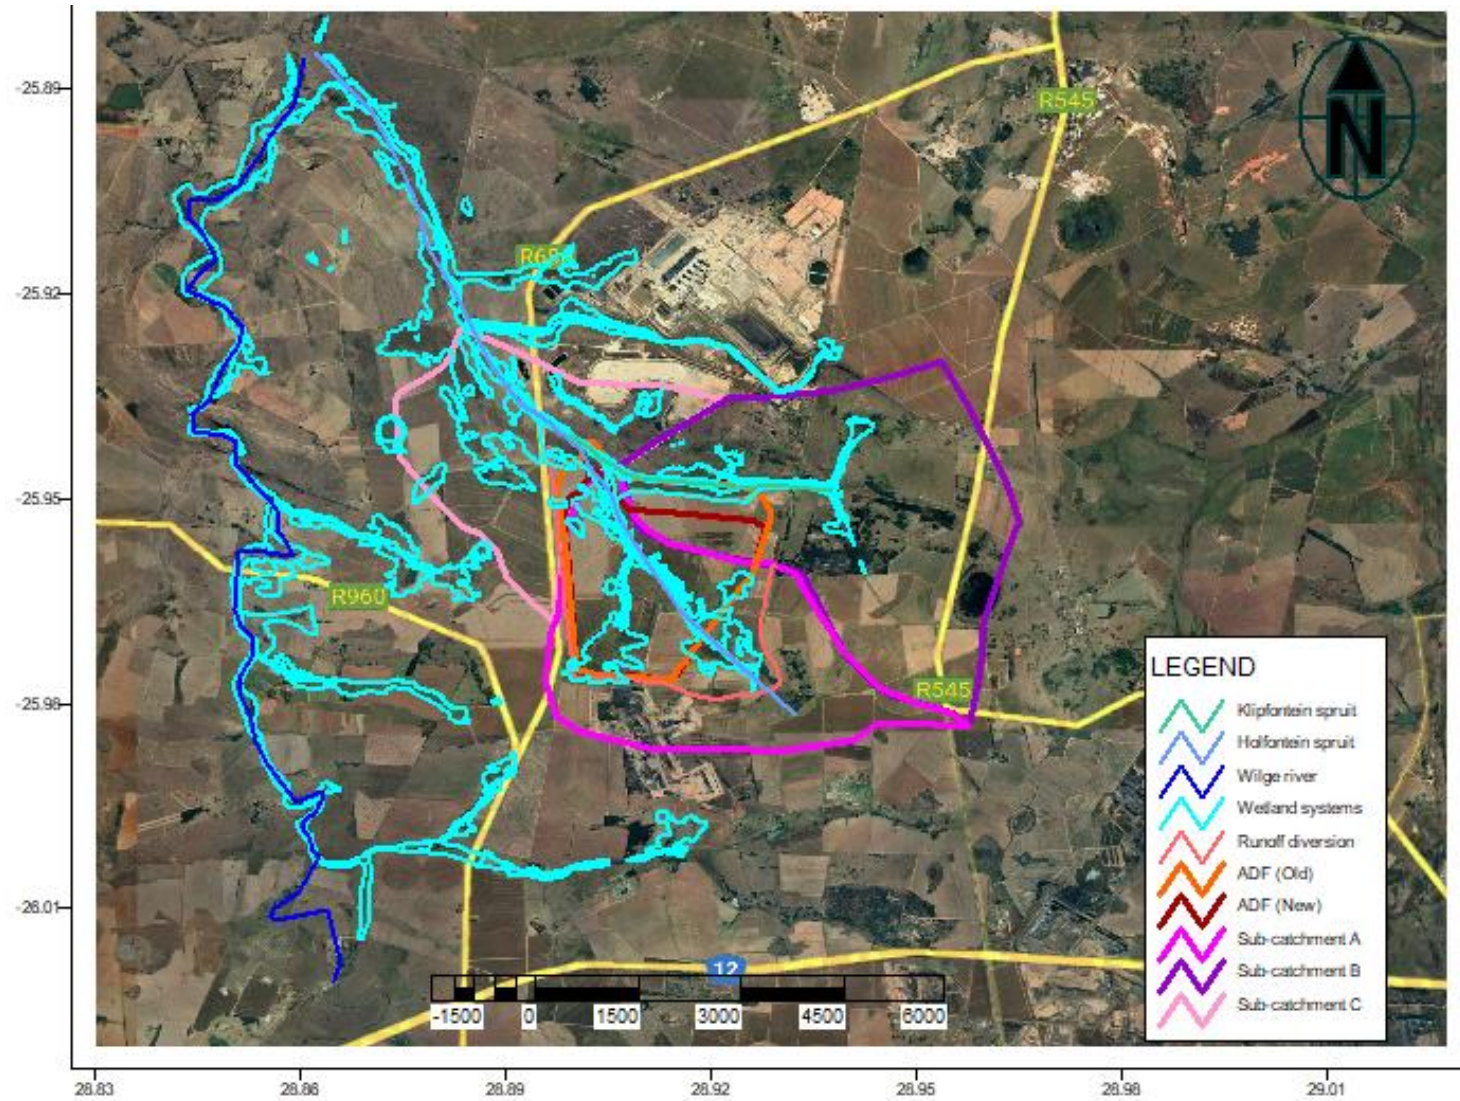 -25.89
R545
N
R68
-25.92
-25.95
R960
LEGEND
R545
-25.98
Klipfontein spruit
Holfontein spruit
Wilge river
Wetland systems
Runoff diversion
ADF (Old)
-26.01
ADF (New)
Sub-catchment A
12
Sub-catchment B
-1500 0 1500 3000 4500 6000
Sub-catchment C
28.83 28.86 28.89 28.92 28.95 28.98 29.01